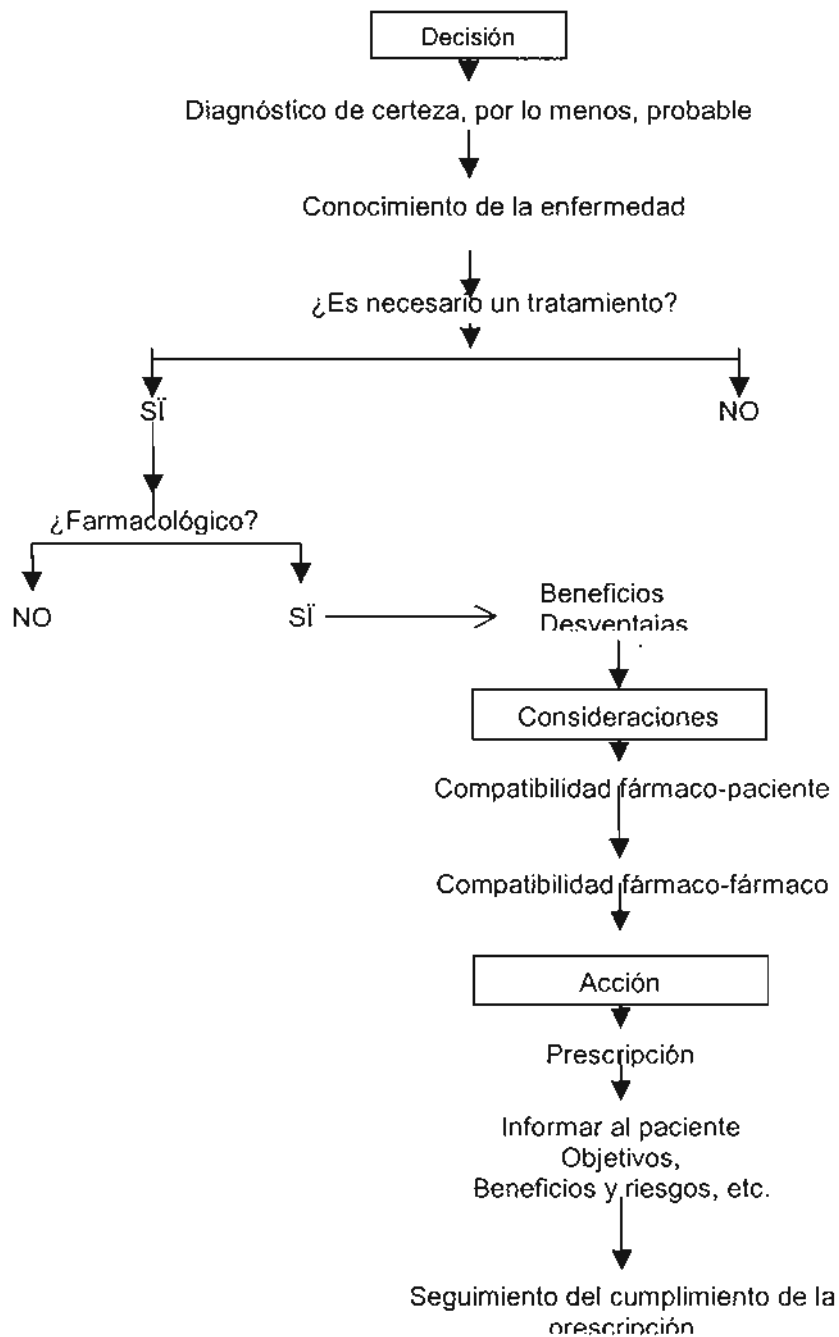 Decisión
Diagnóstico de certeza, por lo menos, probable
Conocimiento de la enfermedad
¿Es necesario un tratamiento?
SÏ
NO
¿Farmacológico?
NO
SÏ
Beneficios
Desventajas
Consideraciones
Compatibilidad fármaco-paciente
Compatibilidad fármaco-fármaco
Acción
Prescripción
Informar al paciente
Objetivos,
Beneficios y riesgos, etc.
Seguimiento del cumplimiento de la
prescripción